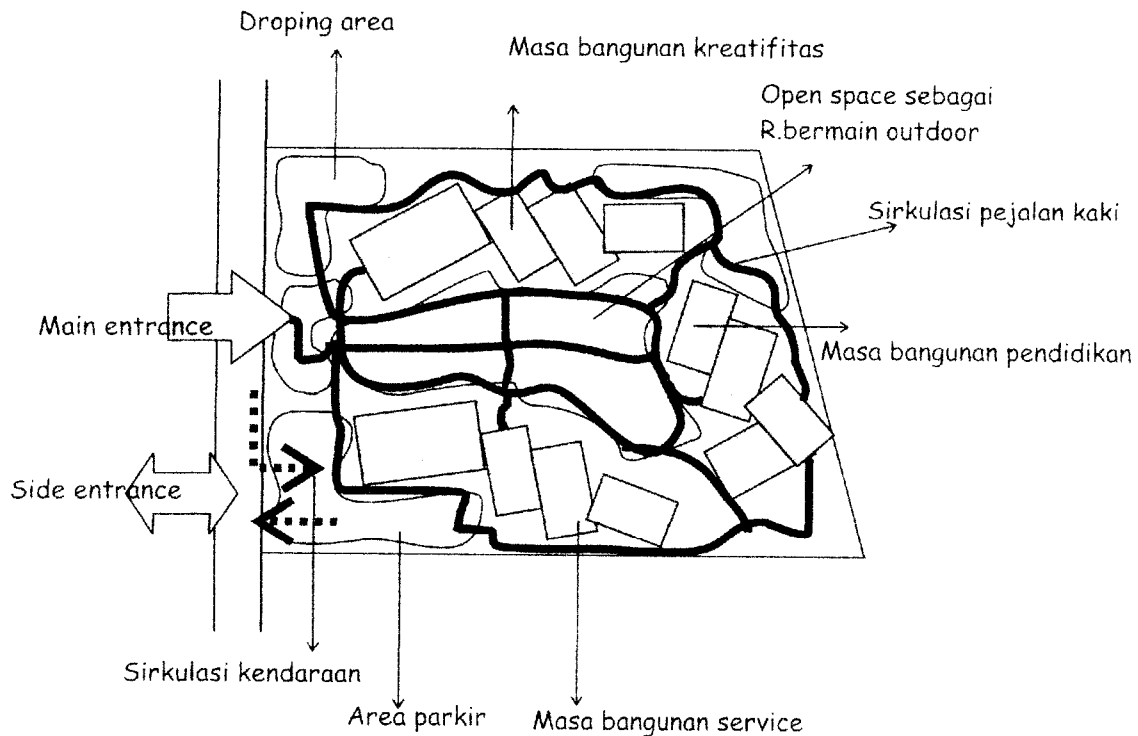 Droping area
Masa bangunan kreatifitas
Open space sebagai
R.bermain outdoor
Sirkulasi pejalan kaki
Main entrance
Masa bangunan pendidikan
Side entrance
Sirkulasi kendaraan
Area parkir
Masa bangunan service